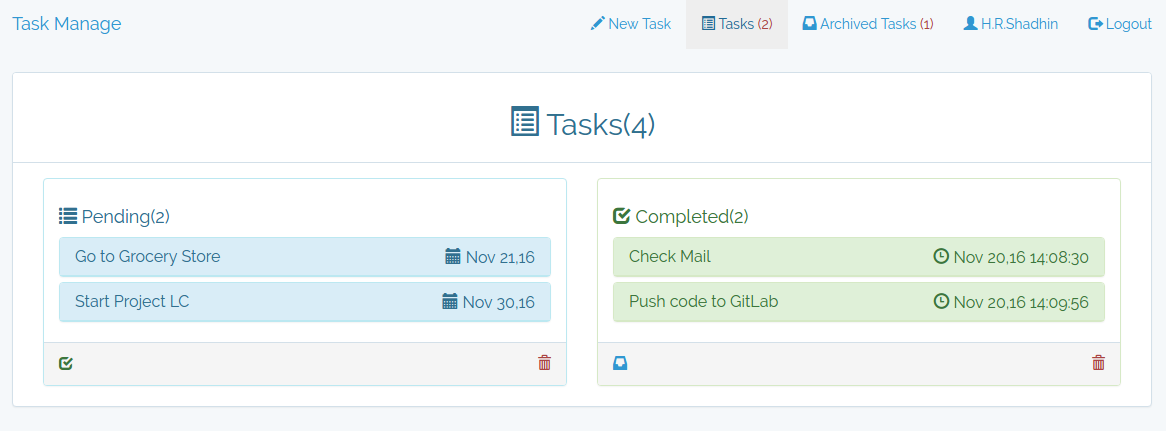 Task Manage
New Task
Tasks (2)
Archived Tasks (1)
H.R.Shadhin
Logout
Tasks(4)
Pending(2)
Go to Grocery Store Nov 21,16
Start Project LC Nov 30,16
Completed(2)
Check Mail Nov 20,16 14:08:30
Push code to GitLab Nov 20,16 14:09:56